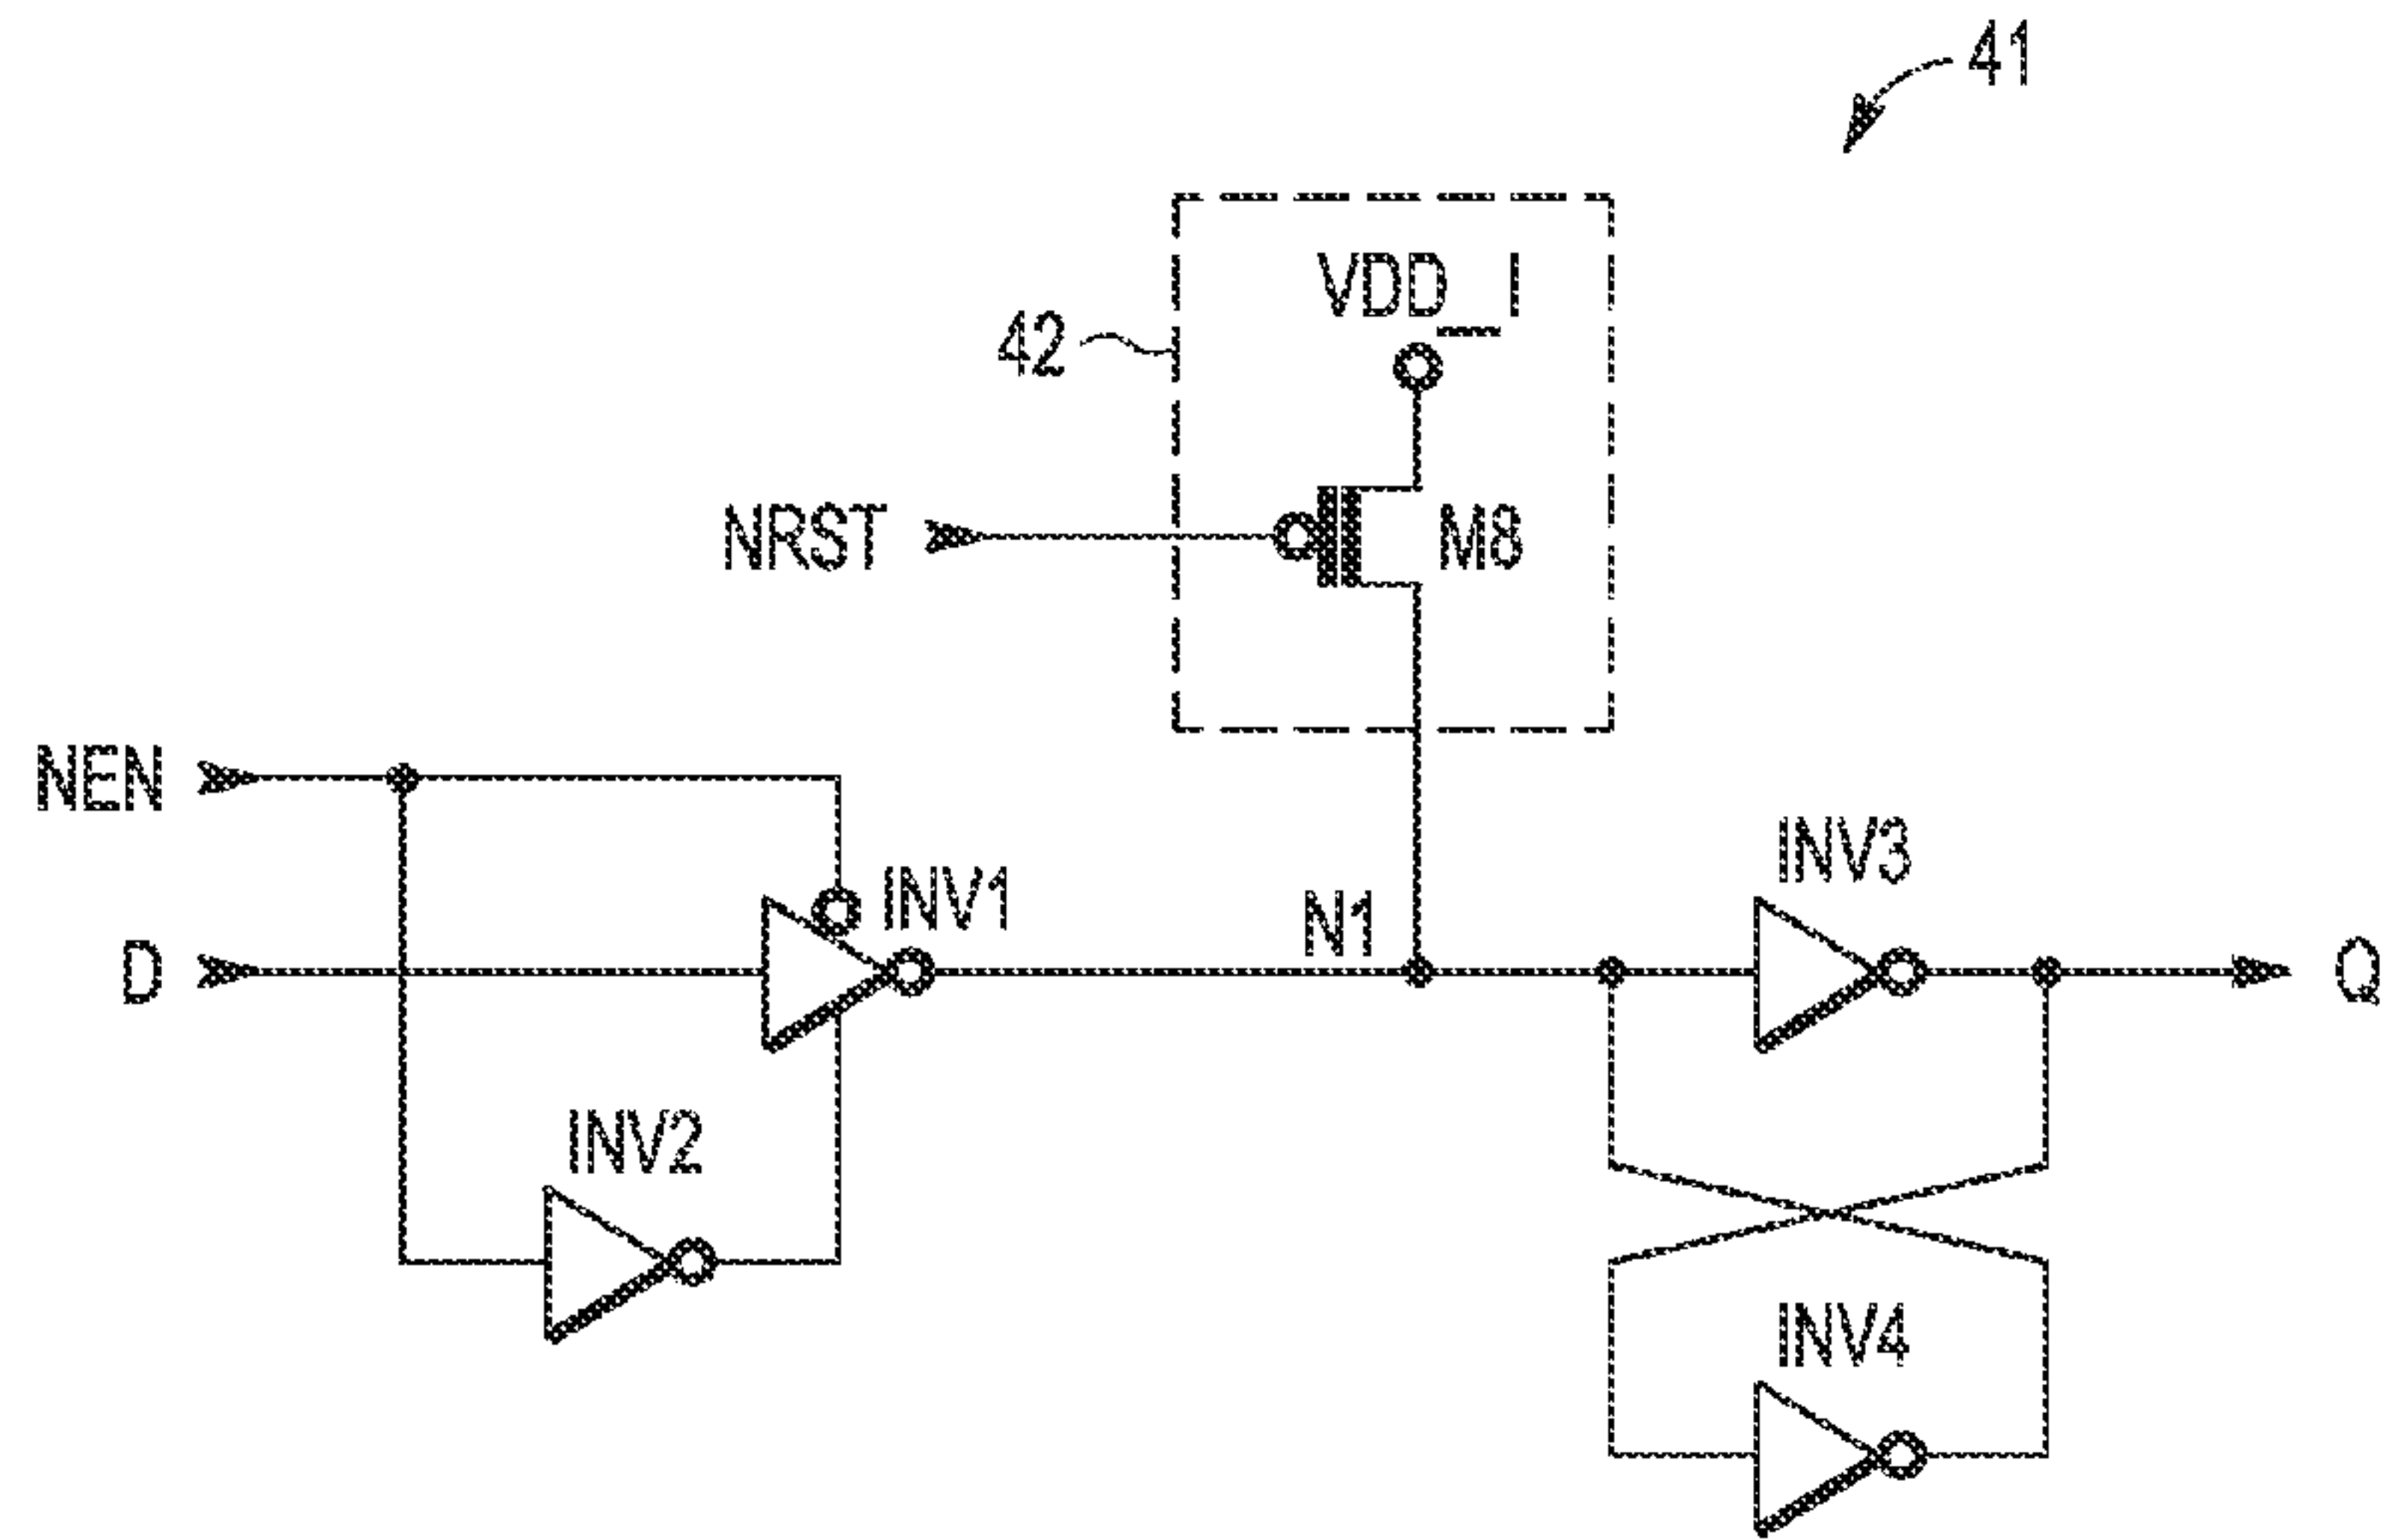 41
VDD_I
42
NRST
M8
NEN
INV1
INV3
N1
D
Q
INV2
INV4